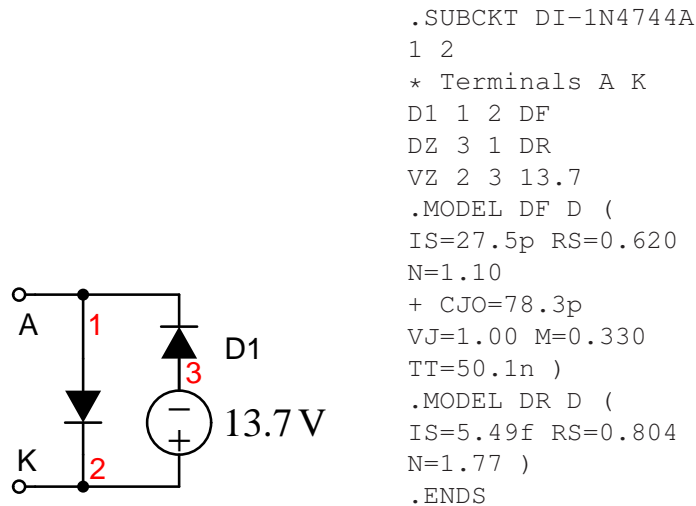 .SUBCKT DI-1N4744A
1 2
* Terminals A K
D1 1 2 DF
DZ 3 1 DR
VZ 2 3 13.7
.MODEL DF D (
IS=27.5p RS=0.620
N=1.10
+ CJO=78.3p
VJ=1.00 M=0.330
TT=50.1n )
.MODEL DR D (
IS=5.49f RS=0.804
N=1.77 )
.ENDS
A
1
D1
3
13.7 V
K
2